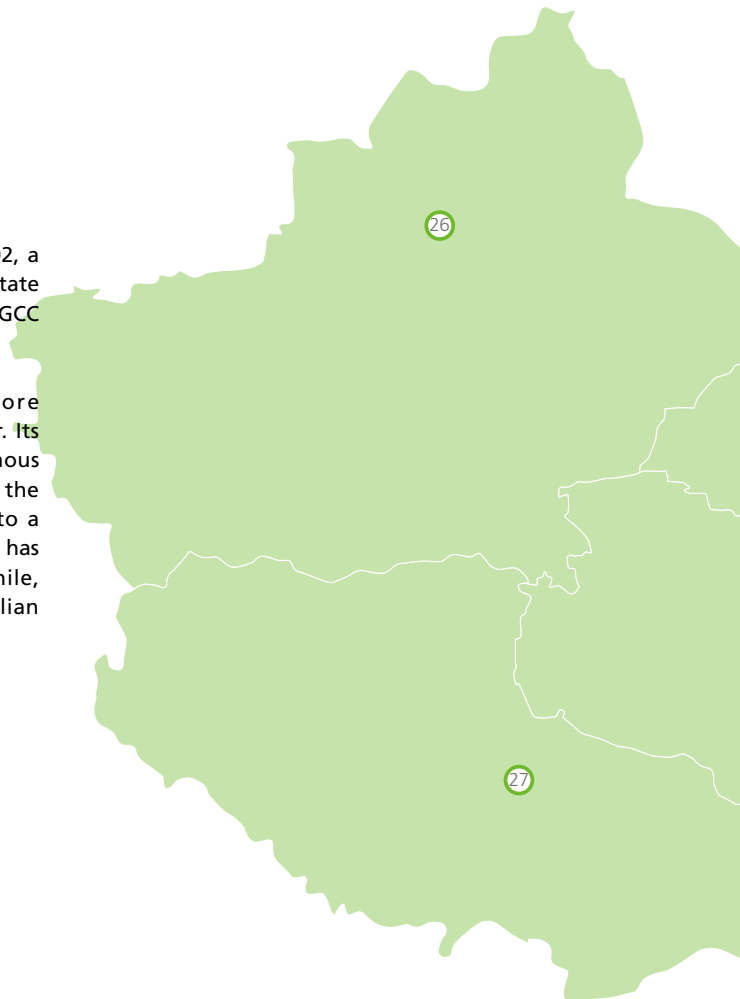 2, a
tate
GCC
ore
r. Its
nous
the
to a
has
hile,
lian
26
27